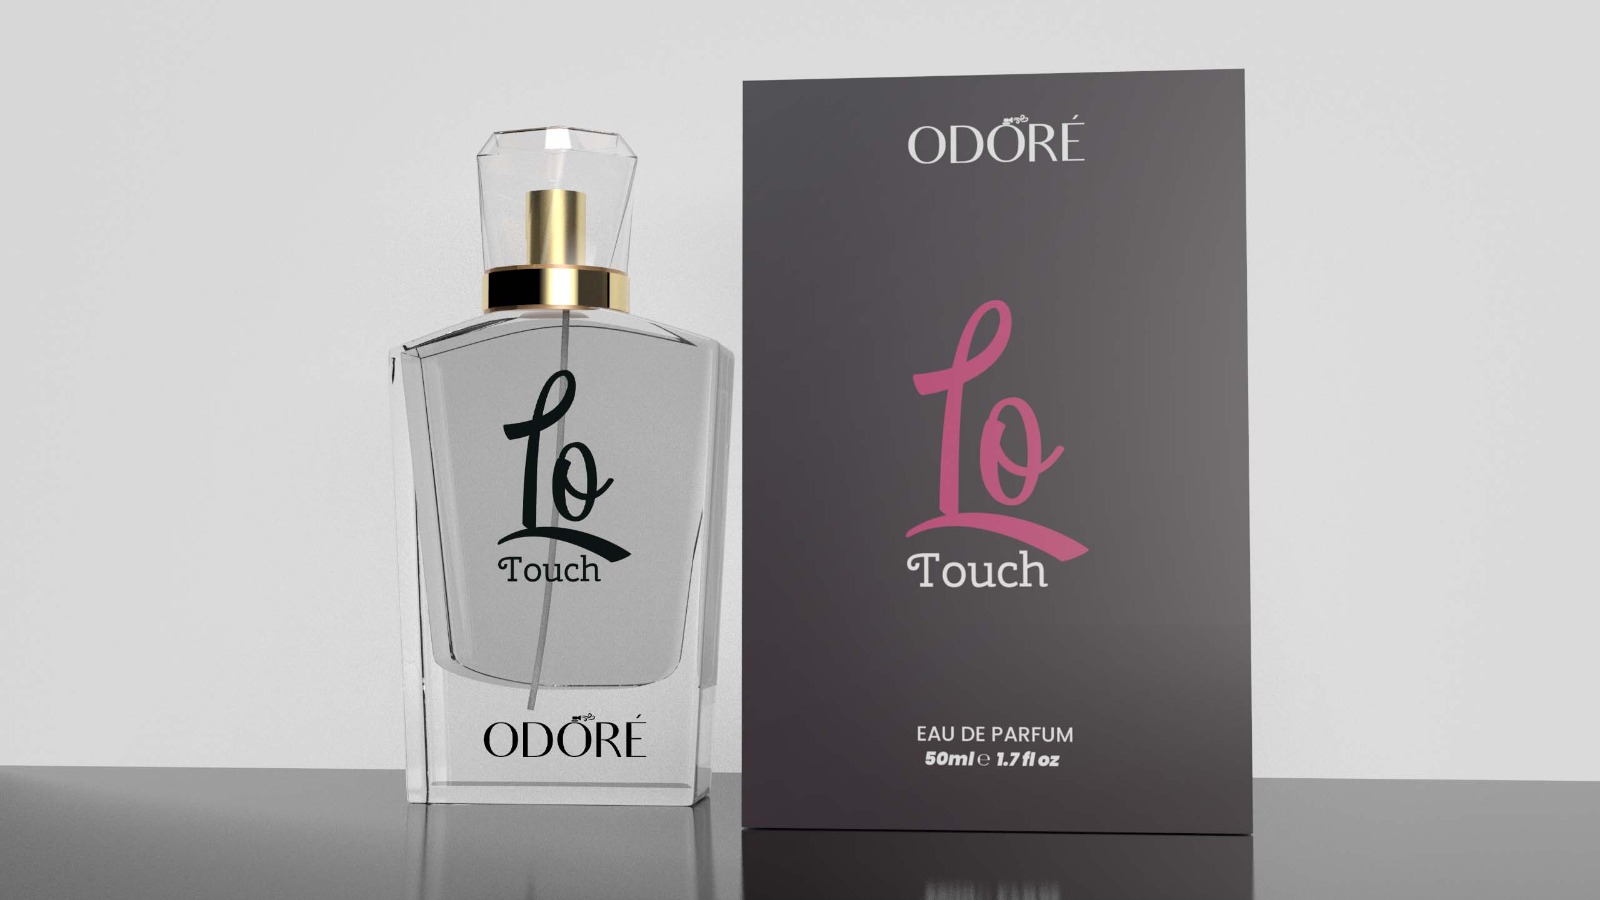 Lo
Touch
ODORÉ
ODORÉ
Lo
Touch
EAU DE PARFUM
50ml ℮ 1.7 fl oz